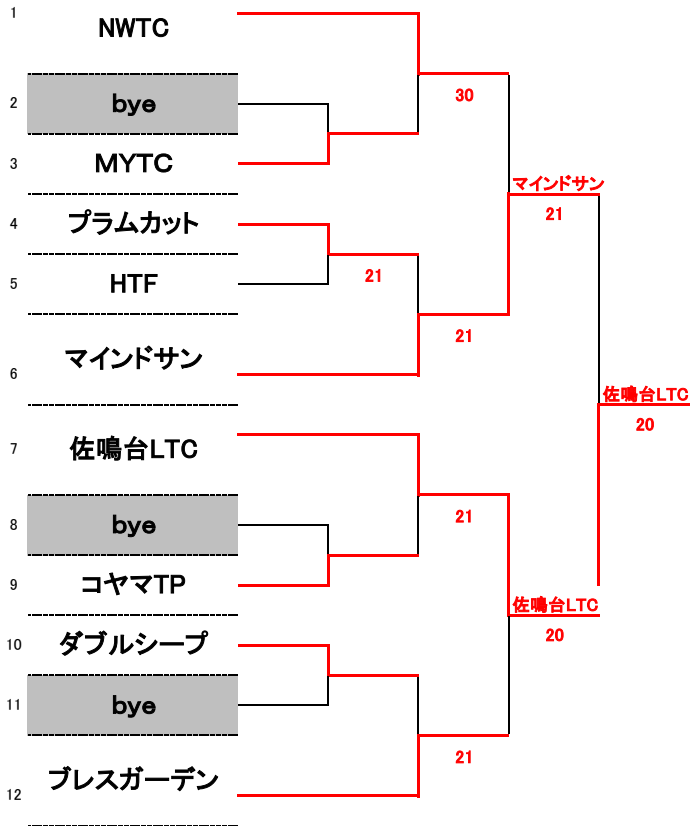 1 NWTC
30
2 bye
3 MYTC
マインドサン
21
4 プラムカット
21
5 HTF
21
6 マインドサン
佐鳴台LTC
20
7 佐鳴台LTC
21
8 bye
9 コヤマTP
佐鳴台LTC
20
10 ダブルシープ
11 bye
21
12 ブレスガーデン